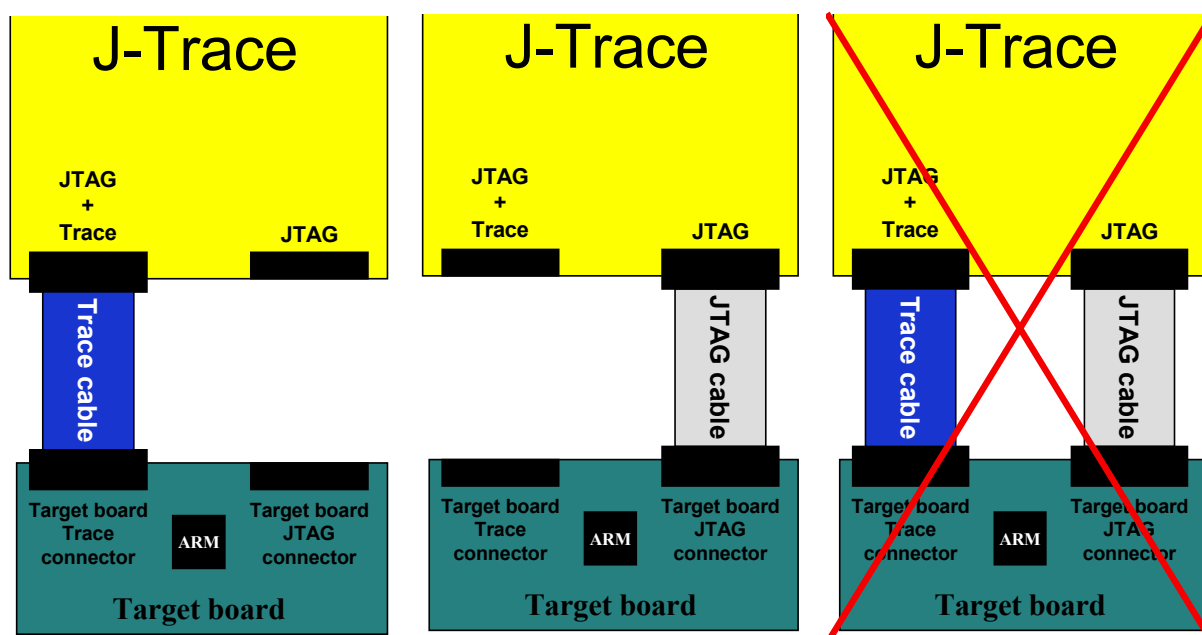 J-Trace
JTAG
+
Trace
JTAG
Trace cable
Target board
Trace
connector
ARM
Target board
JTAG
connector
Target board
J-Trace
JTAG
+
Trace
JTAG
JTAG cable
Target board
Trace
connector
ARM
Target board
JTAG
connector
Target board
J-Trace
JTAG
+
Trace
JTAG
Trace cable
JTAG cable
Target board
Trace
connector
ARM
Target board
JTAG
connector
Target board